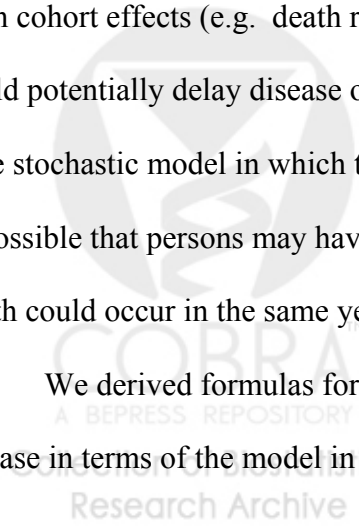 n cohort effects (e.g. death r
ld potentially delay disease o
e stochastic model in which t
ossible that persons may hav
th could occur in the same ye
COBRA
We derived formulas for
A BEPRESS REPOSITORY
ase in terms of the model in
Collection of Biostatist
Research Archive